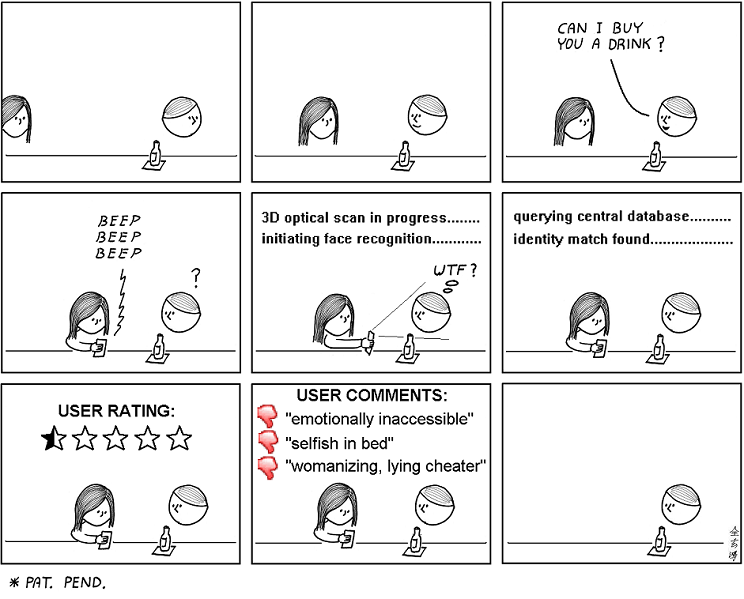 CAN I BUY
YOU A DRINK?
BEEP
BEEP
BEEP
?
3D optical scan in progress........
initiating face recognition............
WTF?
querying central database..........
identity match found.....................
USER RATING:
USER COMMENTS:
"emotionally inaccessible"
"selfish in bed"
"womanizing, lying cheater"
* PAT. PEND.